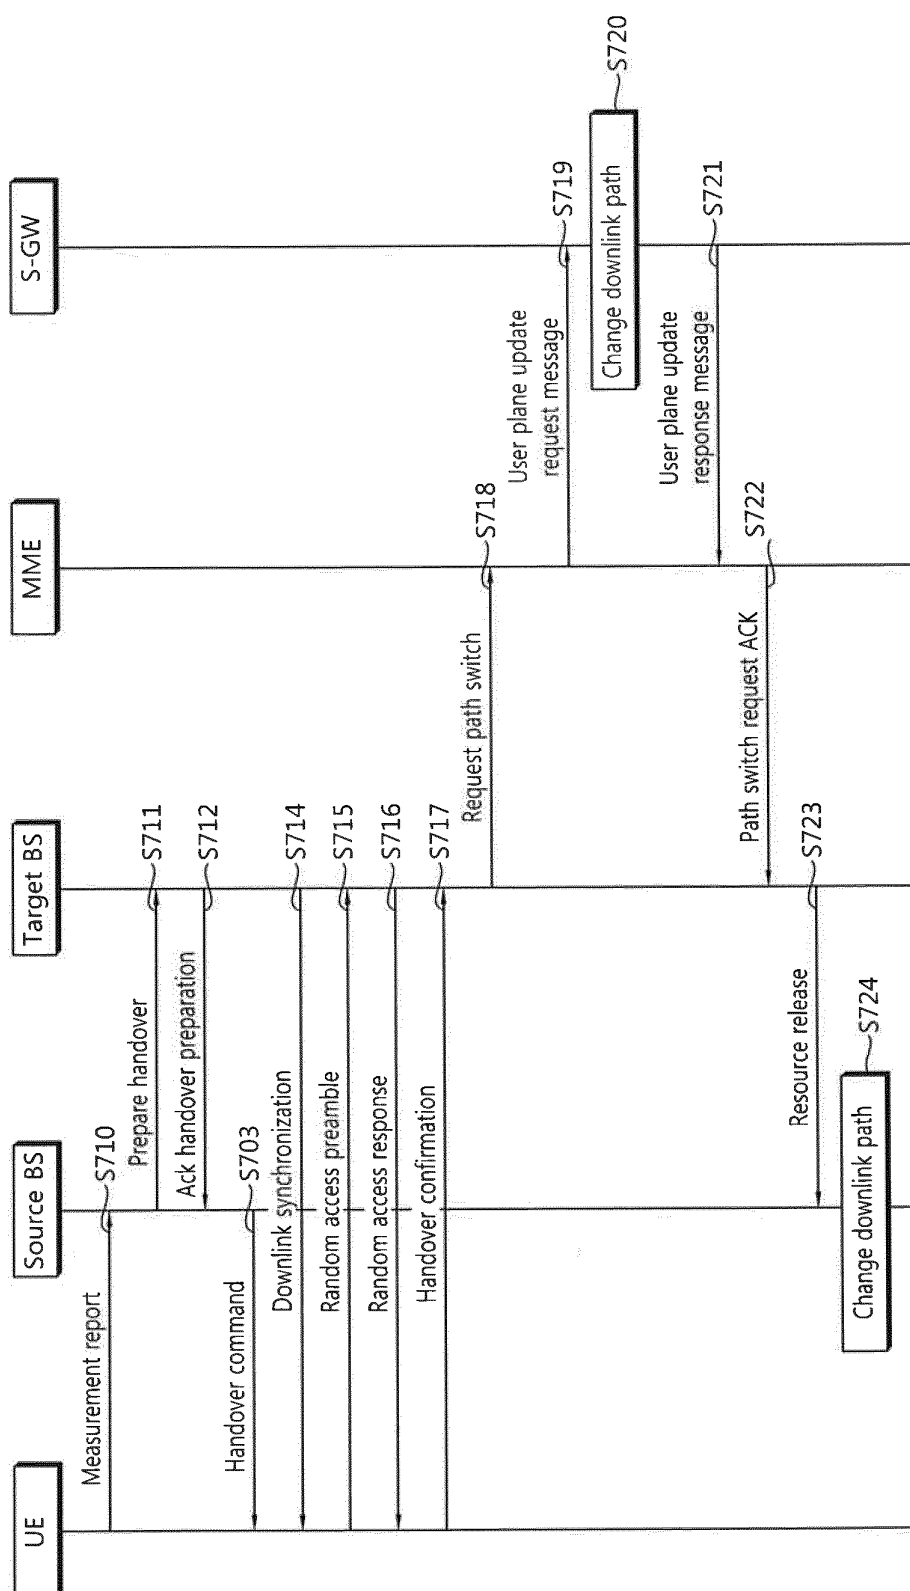 UE
Source BS
Target BS
MME
S-GW
Measurement report
S710
Prepare handover
S711
Ack handover preparation
S712
Handover command
S703
Downlink synchronization
S714
Random access preamble
S715
Random access response
S716
Handover confirmation
S717
Request path switch
S718
User plane update
request message
S719
Change downlink path
S720
User plane update
response message
S721
Path switch request ACK
S722
Resource release
S723
Change downlink path
S724